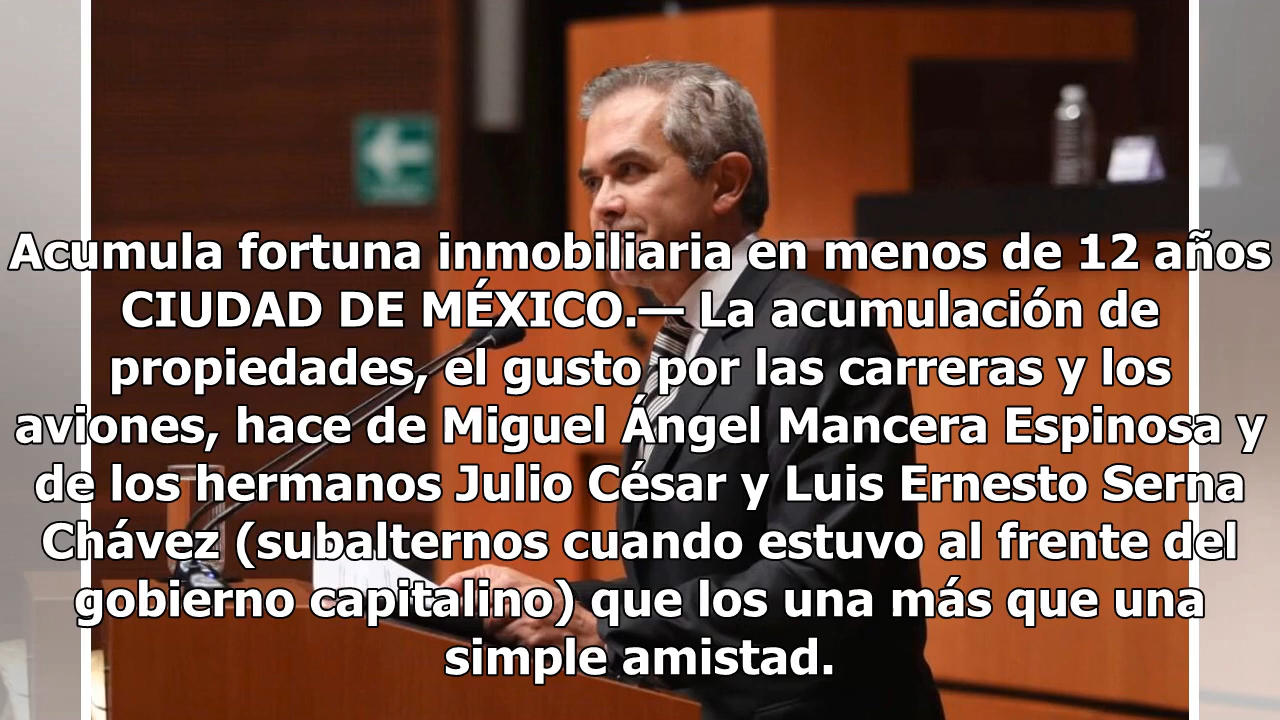 Acumula fortuna inmobiliaria en menos de 12 años
CIUDAD DE MÉXICO.— La acumulación de
propiedades, el gusto por las carreras y los
aviones, hace de Miguel Ángel Mancera Espinosa y
de los hermanos Julio César y Luis Ernesto Serna
Chávez (subalternos cuando estuvo al frente del
gobierno capitalino) que los una más que una
simple amistad.